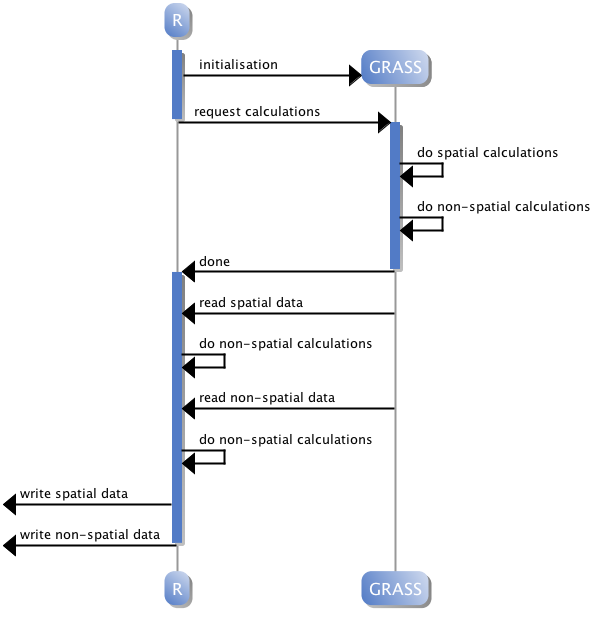 R
initialisation
GRASS
request calculations
do spatial calculations
do non-spatial calculations
done
read spatial data
do non-spatial calculations
read non-spatial data
do non-spatial calculations
write spatial data
write non-spatial data
R
GRASS